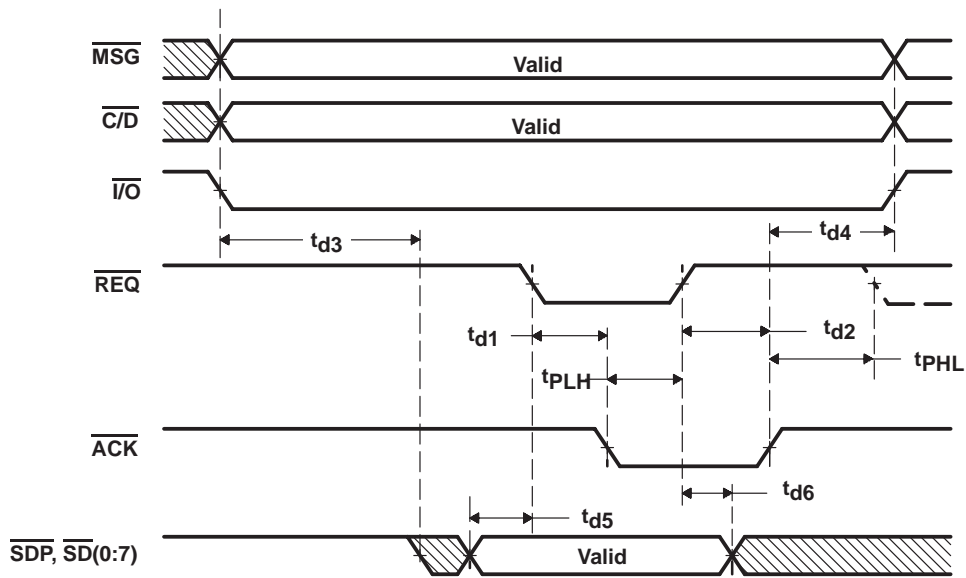 MSG
Valid
C/D
Valid
I/O
td3
td4
REQ
td1
td2
tPLH
tPHL
ACK
td6
td5
SDP, SD(0:7)
Valid